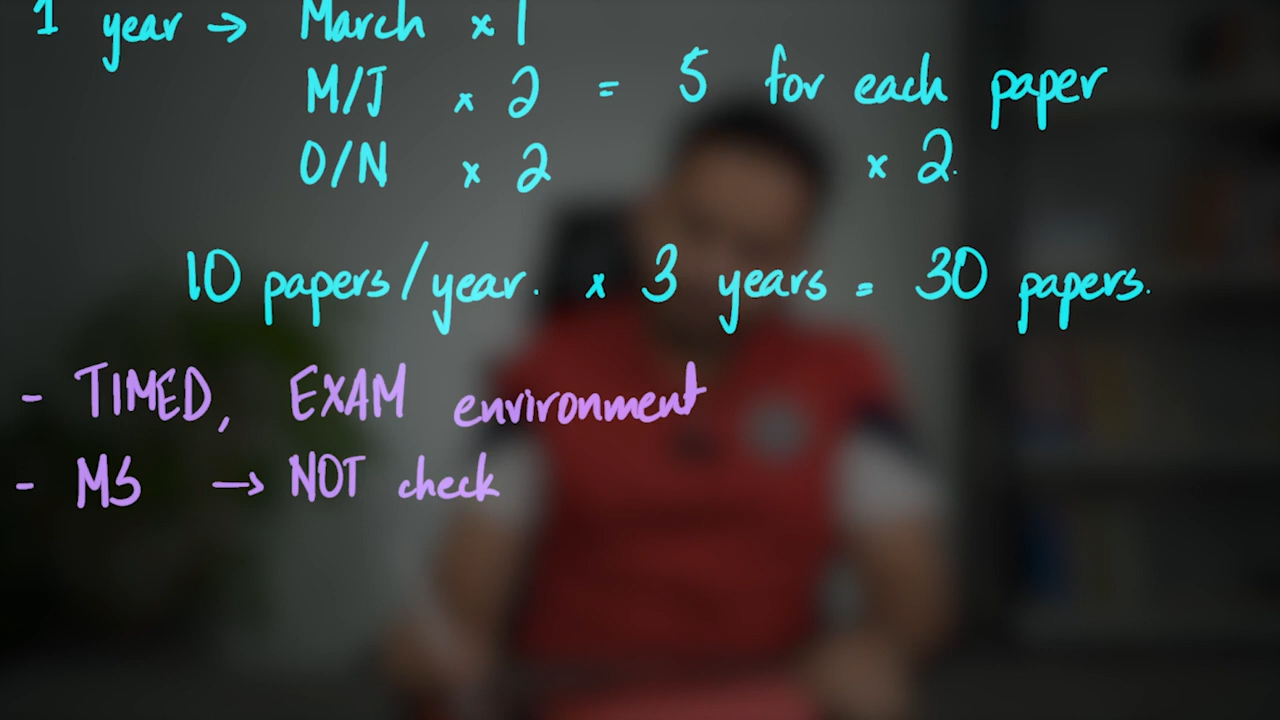 1 year → March x 1
M/J x 2 = 5 for each paper
O/N x 2 x 2.
10 papers/year. x 3 years = 30 papers.
- TIMED, EXAM environment
- MS → NOT check